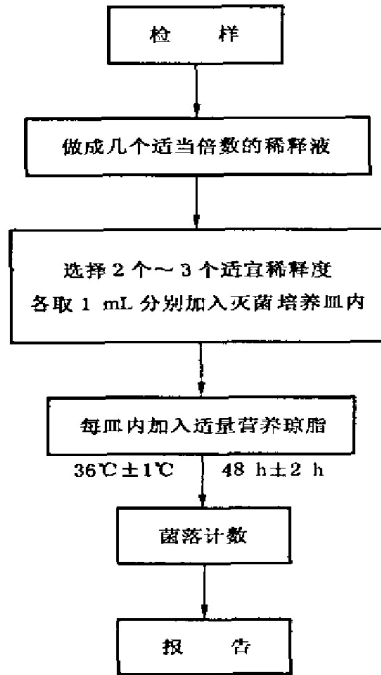 检 样
做成几个适当倍数的稀释液
选择2个～3个适宜稀释度
各取1 mL分别加入灭菌培养皿内
每皿内加入适量营养琼脂
36℃±1℃ 48 h±2 h
菌落计数
报 告